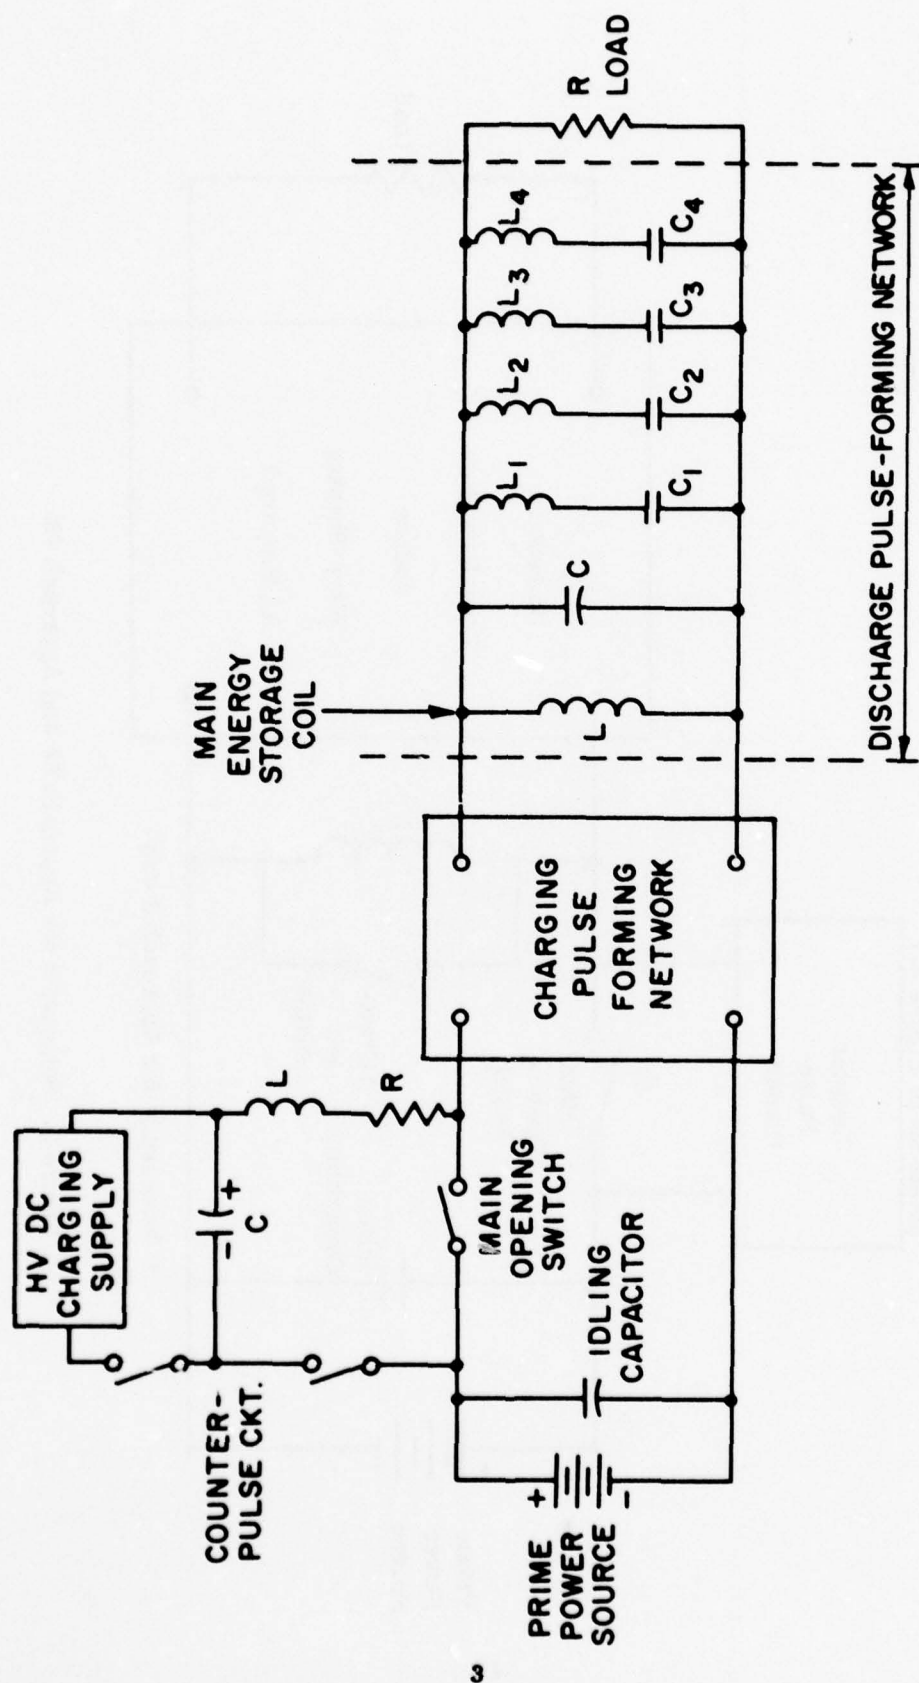 HV DC
CHARGING
SUPPLY
COUNTER-
PULSE CKT.
- +
C
L
R
MAIN
OPENING
SWITCH
PRIME
POWER
SOURCE
+
-
IDLING
CAPACITOR
CHARGING
PULSE
FORMING
NETWORK
MAIN
ENERGY
STORAGE
COIL
L
C
L1
C1
L2
C2
L3
C3
L4
C4
R
LOAD
DISCHARGE PULSE-FORMING NETWORK
3